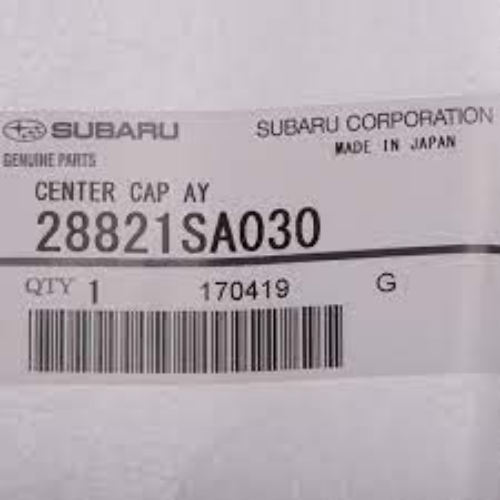 SUBARU
SUBARU CORPORATION
GENUINE PARTS
MADE IN JAPAN
CENTER CAP AY
28821SA030
QTY 1 170419 G